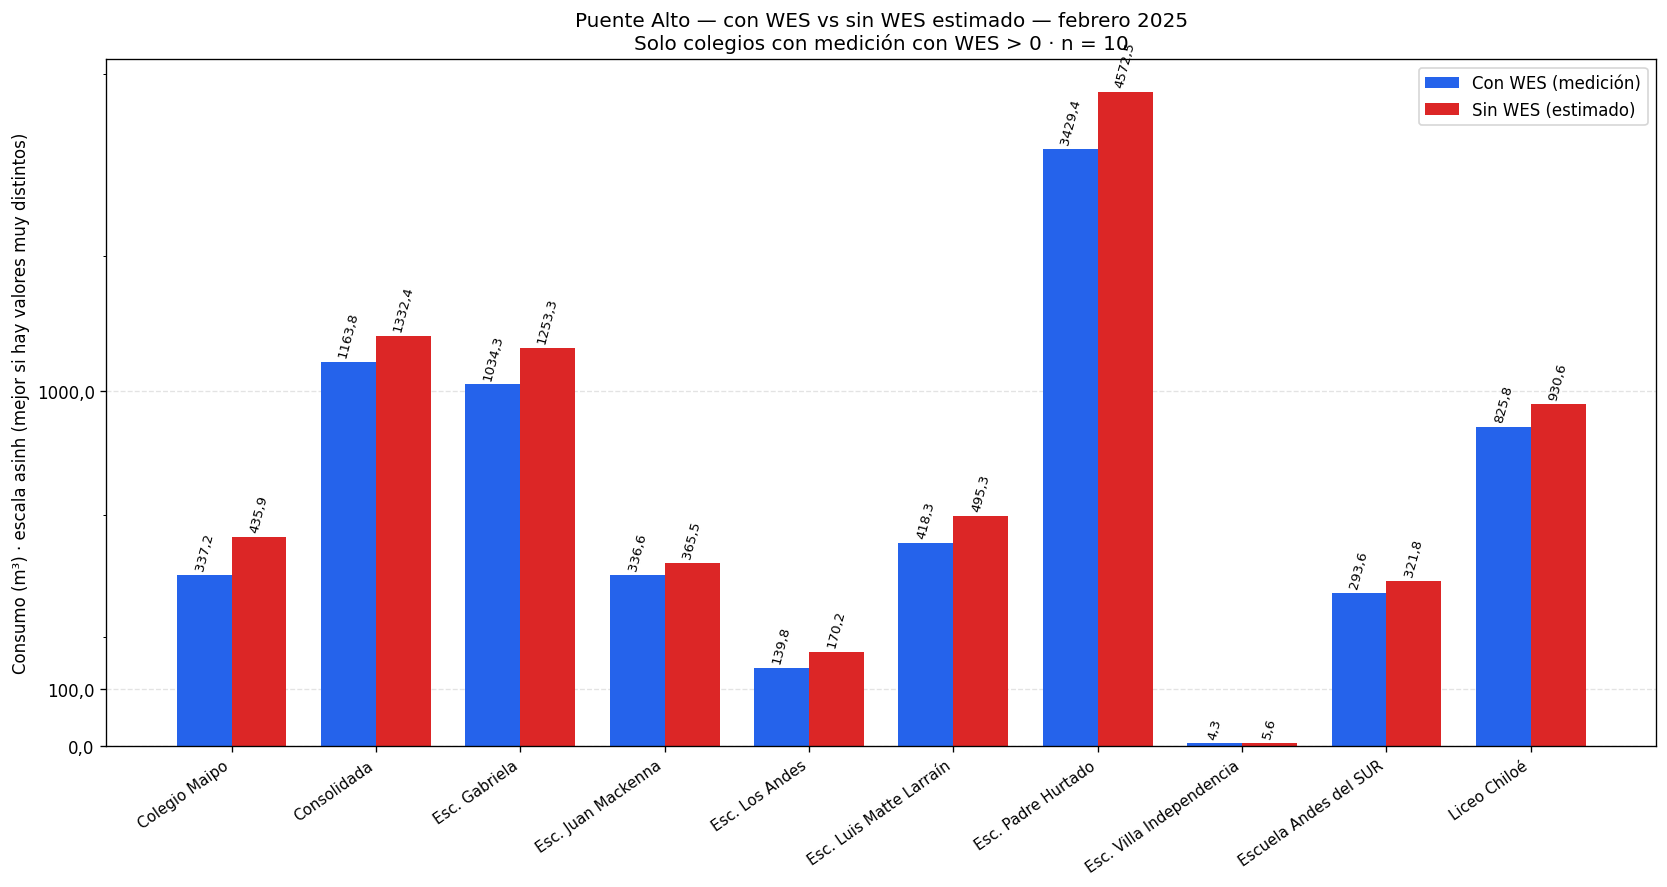 Puente Alto — con WES vs sin WES estimado — febrero 2025
Solo colegios con medición con WES > 0 · n = 10
Con WES (medición)
Sin WES (estimado)
Consumo (m³) · escala asinh (mejor si hay valores muy distintos)
1000,0
100,0
0,0
337,2
435,9
1163,8
1332,4
1034,3
1253,3
336,6
365,5
139,8
170,2
418,3
495,3
3429,4
4572,5
4,3
5,6
293,6
321,8
825,8
930,6
Colegio Maipo
Consolidada
Esc. Gabriela
Esc. Juan Mackenna
Esc. Los Andes
Esc. Luis Matte Larraín
Esc. Padre Hurtado
Esc. Villa Independencia
Escuela Andes del SUR
Liceo Chiloé